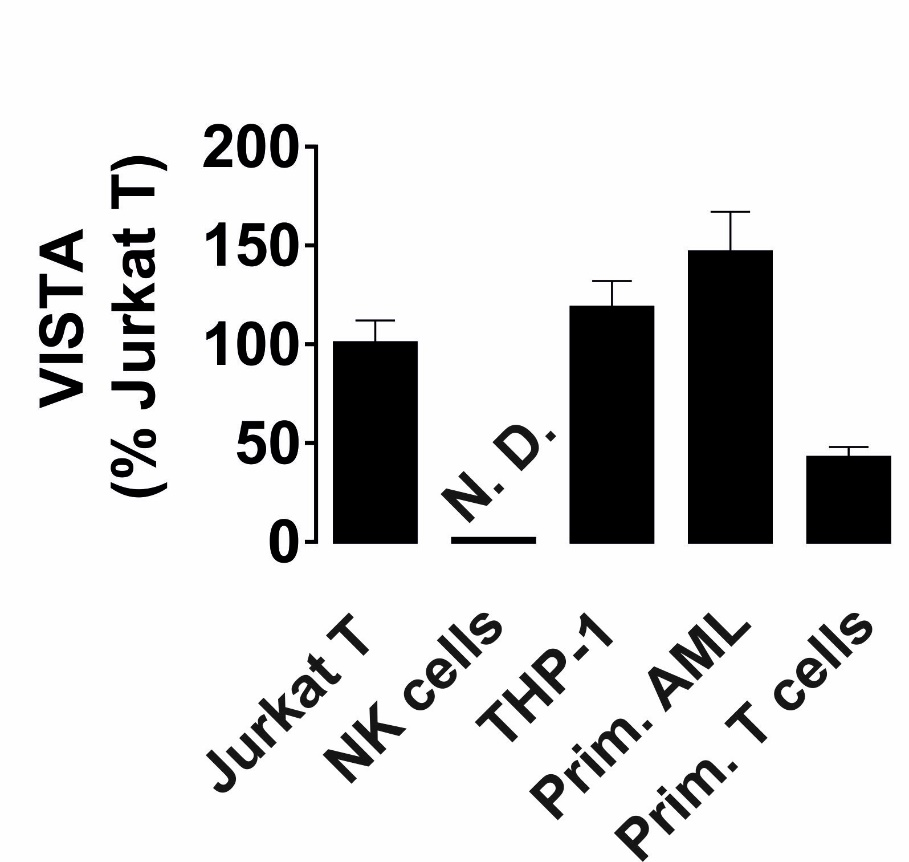 VISTA
(% Jurkat T)
200
150
100
50
0
N. D.
Jurkat T
NK cells
THP-1
Prim. AML
Prim. T cells